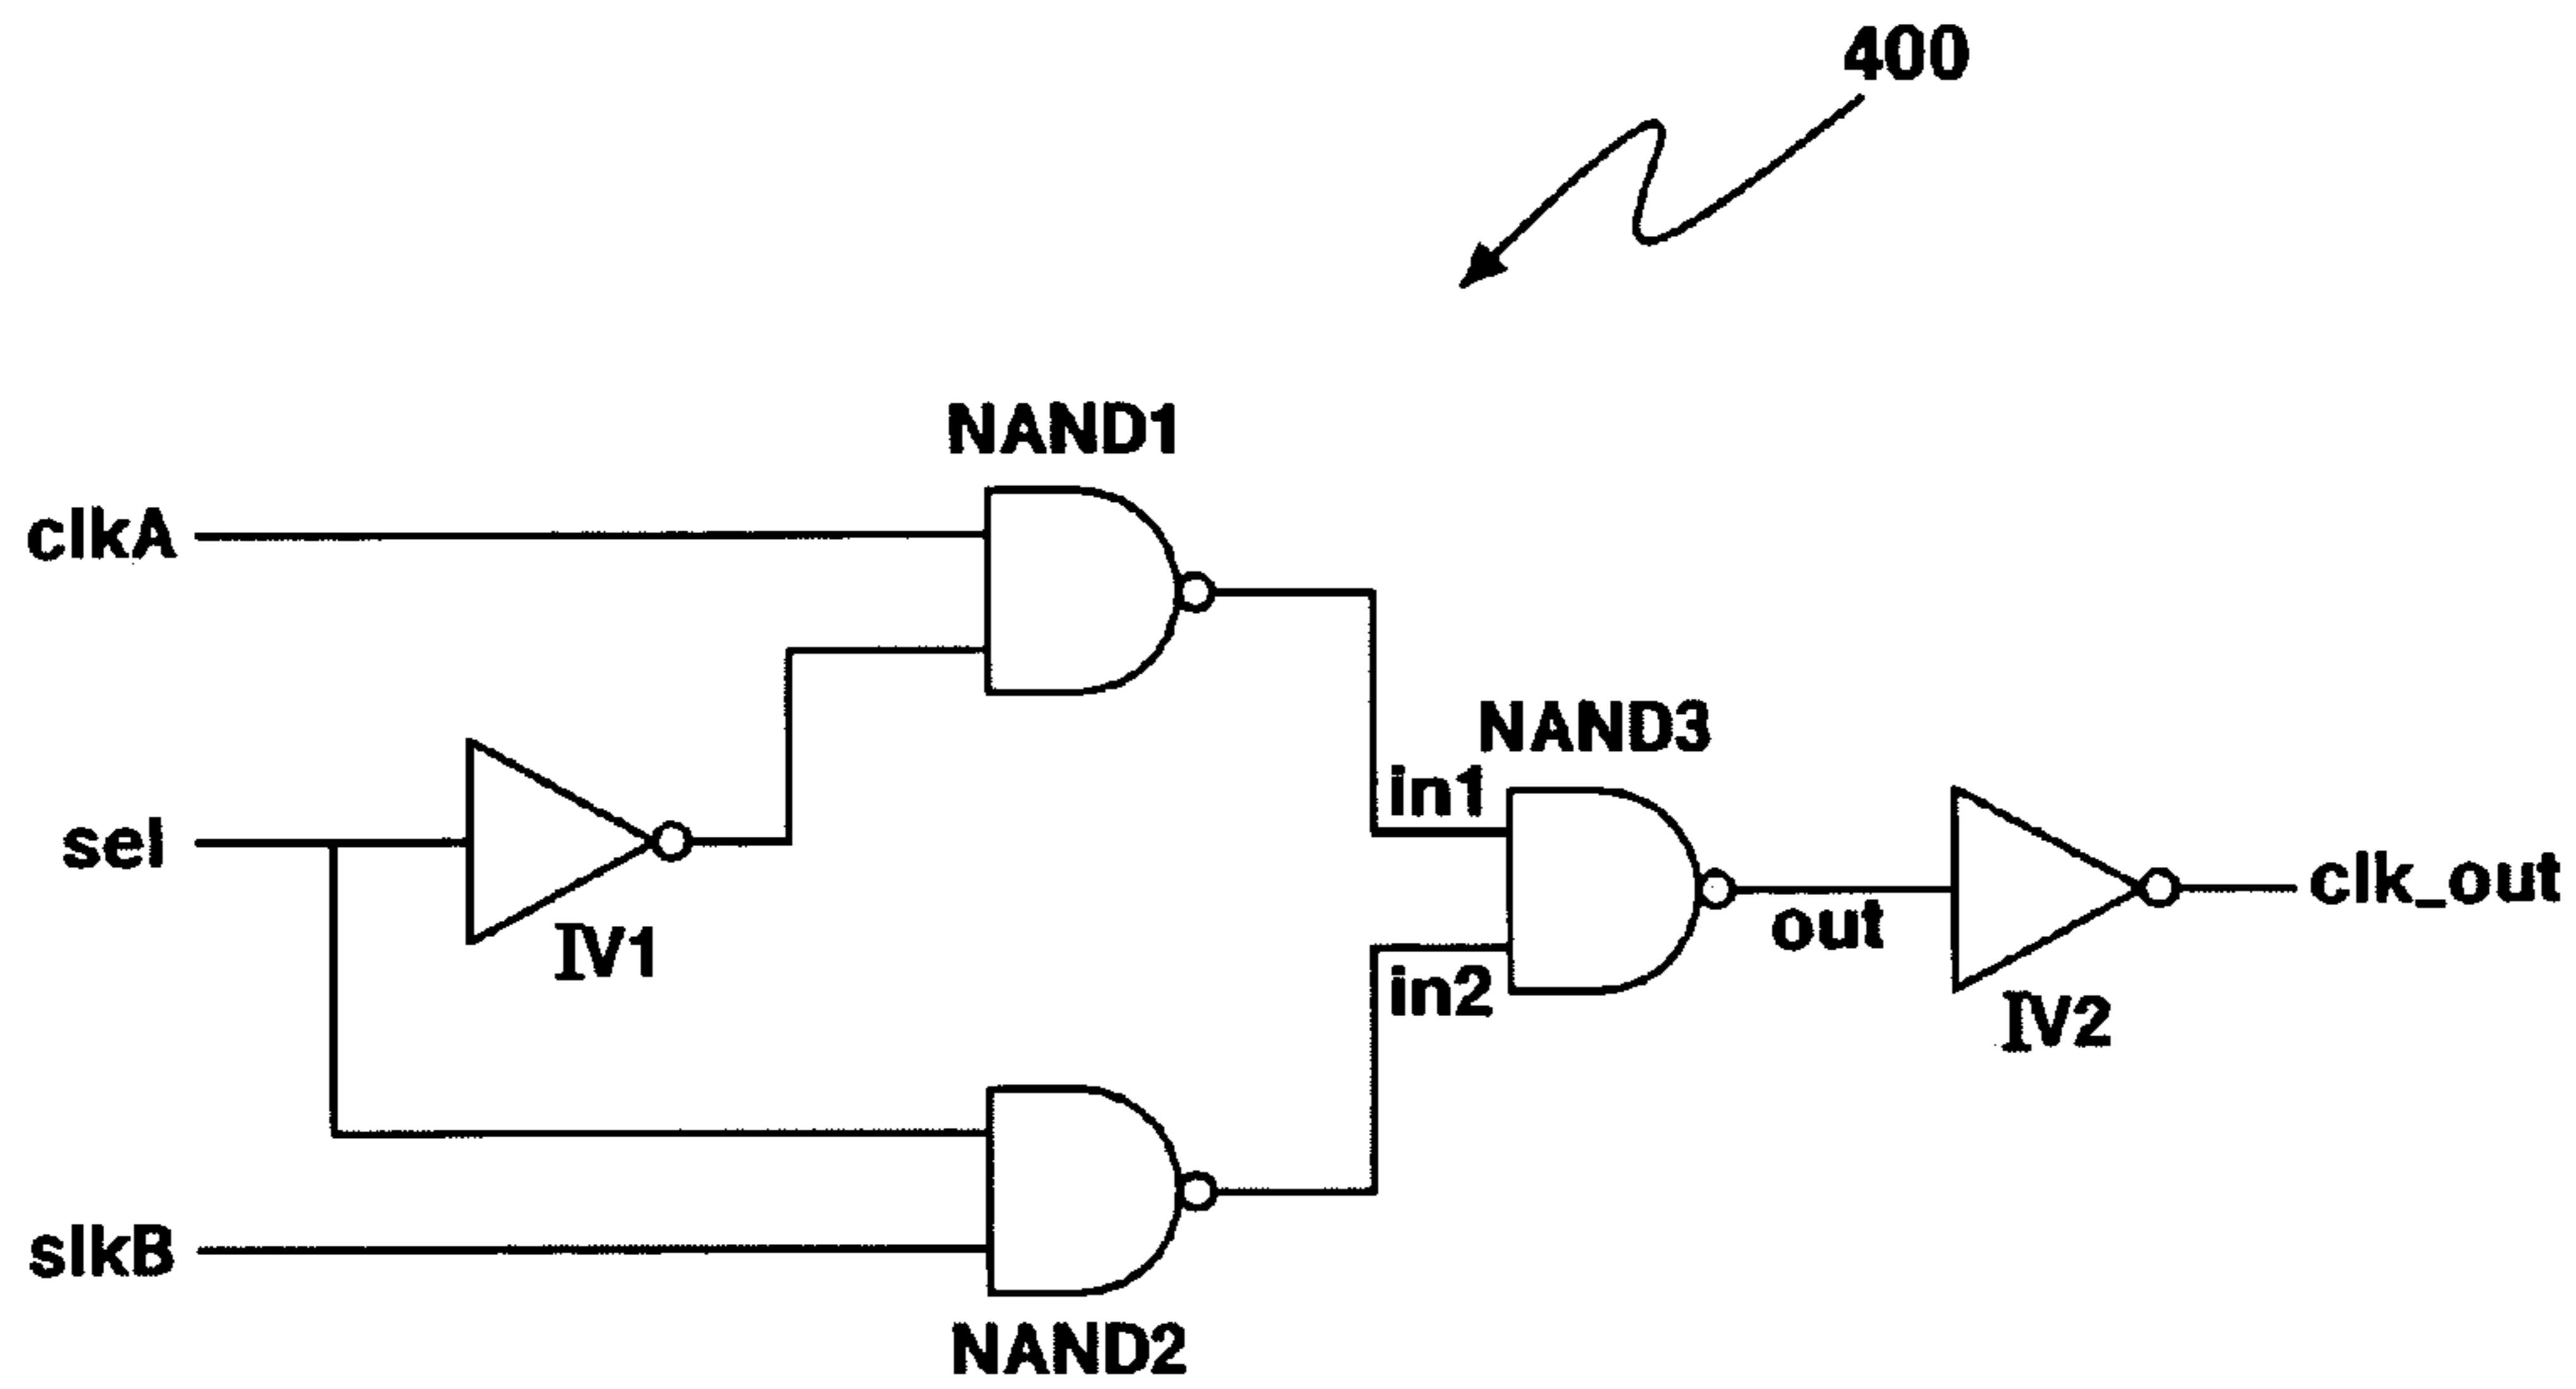 400
NAND1
clkA
NAND3
in1
sel
clk_out
out
IV1
in2
IV2
slkB
NAND2